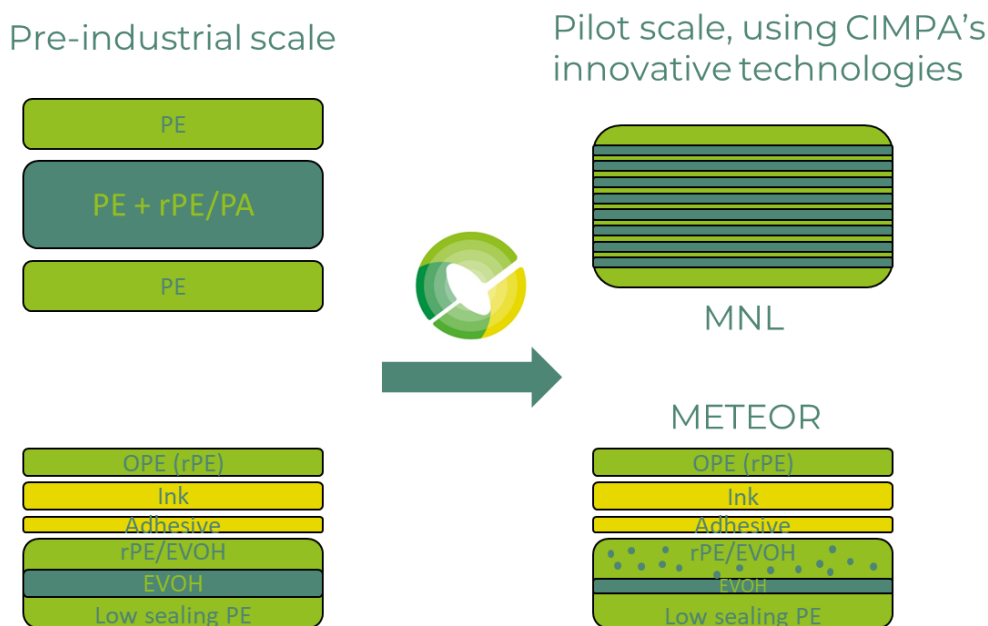 Pre-industrial scale
PE
PE + rPE/PA
PE
OPE (rPE)
Ink
Adhesive
rPE/EVOH
EVOH
Low sealing PE
Pilot scale, using CIMPA's
innovative technologies
MNL
METEOR
OPE (rPE)
Ink
Adhesive
rPE/EVOH
EVOH
Low sealing PE